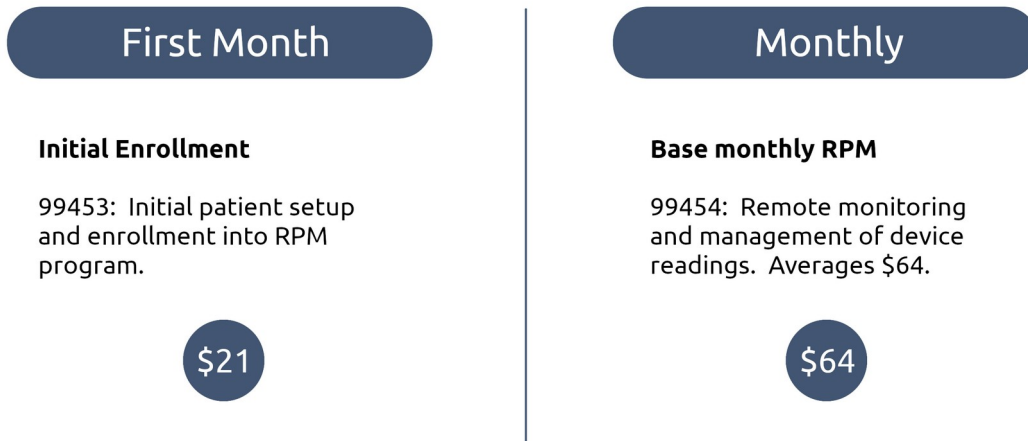 First Month
Initial Enrollment
99453: Initial patient setup
and enrollment into RPM
program.
$21
Monthly
Base monthly RPM
99454: Remote monitoring
and management of device
readings. Averages $64.
$64